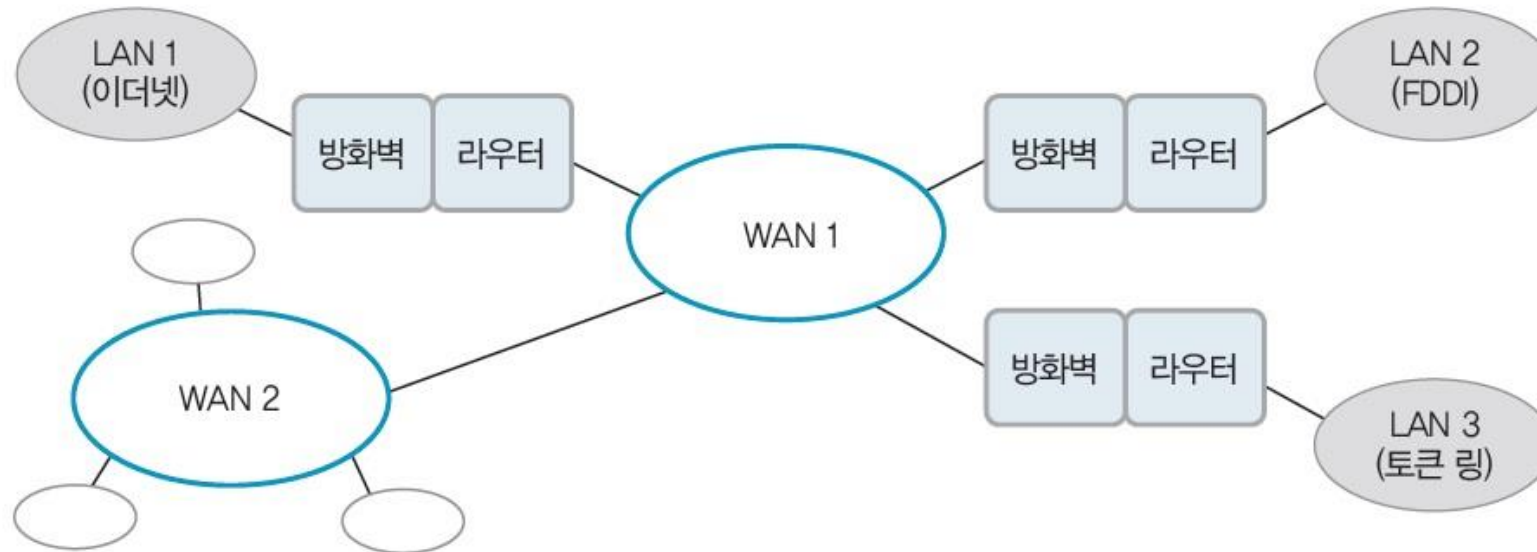 LAN 1
(이더넷)
방화벽
라우터
WAN 1
방화벽
라우터
LAN 2
(FDDI)
WAN 2
방화벽
라우터
LAN 3
(토큰 링)